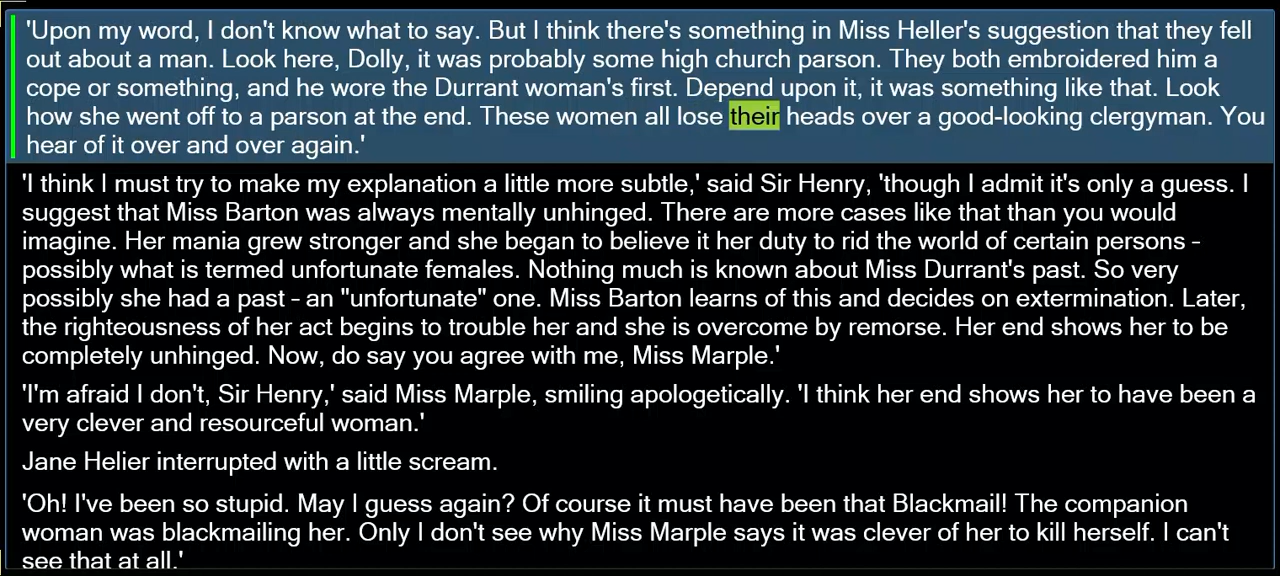 'Upon my word, I don't know what to say. But I think there's something in Miss Heller's suggestion that they fell
out about a man. Look here, Dolly, it was probably some high church parson. They both embroidered him a
cope or something, and he wore the Durrant woman's first. Depend upon it, it was something like that. Look
how she went off to a parson at the end. These women all lose their heads over a good-looking clergyman. You
hear of it over and over again.'
'I think I must try to make my explanation a little more subtle,' said Sir Henry, 'though I admit it's only a guess. I
suggest that Miss Barton was always mentally unhinged. There are more cases like that than you would
imagine. Her mania grew stronger and she began to believe it her duty to rid the world of certain persons –
possibly what is termed unfortunate females. Nothing much is known about Miss Durrant's past. So very
possibly she had a past – an "unfortunate" one. Miss Barton learns of this and decides on extermination. Later,
the righteousness of her act begins to trouble her and she is overcome by remorse. Her end shows her to be
completely unhinged. Now, do say you agree with me, Miss Marple.'
'I'm afraid I don't, Sir Henry,' said Miss Marple, smiling apologetically. 'I think her end shows her to have been a
very clever and resourceful woman.'
Jane Helier interrupted with a little scream.
'Oh! I've been so stupid. May I guess again? Of course it must have been that Blackmail! The companion
woman was blackmailing her. Only I don't see why Miss Marple says it was clever of her to kill herself. I can't
see that at all.'